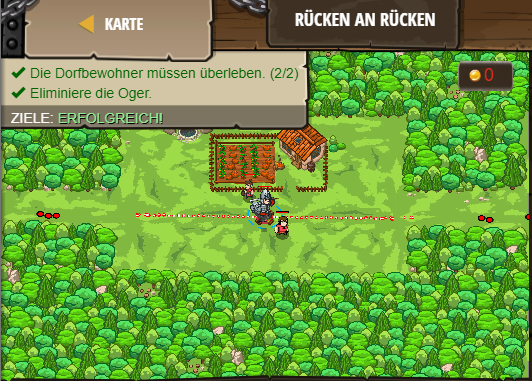 KARTE
RÜCKEN AN RÜCKEN
Die Dorfbewohner müssen überleben. (2/2)
Eliminiere die Oger.
ZIELE: ERFOLGREICH!
0